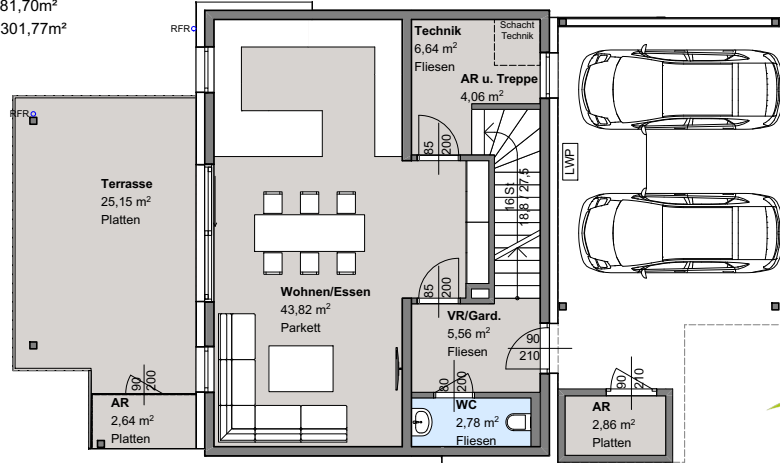 81,70m²
301,77m²
RFR
RFR
Technik
6,64 m²
Fliesen
Schacht
Technik
AR u. Treppe
4,06 m²
85
200
16 St
18,8 / 27,5
LWP
Terrasse
25,15 m²
Platten
Wohnen/Essen
43,82 m²
Parkett
85
200
VR/Gard.
5,56 m²
Fliesen
90
210
90
200
80
200
90
210
AR
2,64 m²
Platten
WC
2,78 m²
Fliesen
AR
2,86 m²
Platten